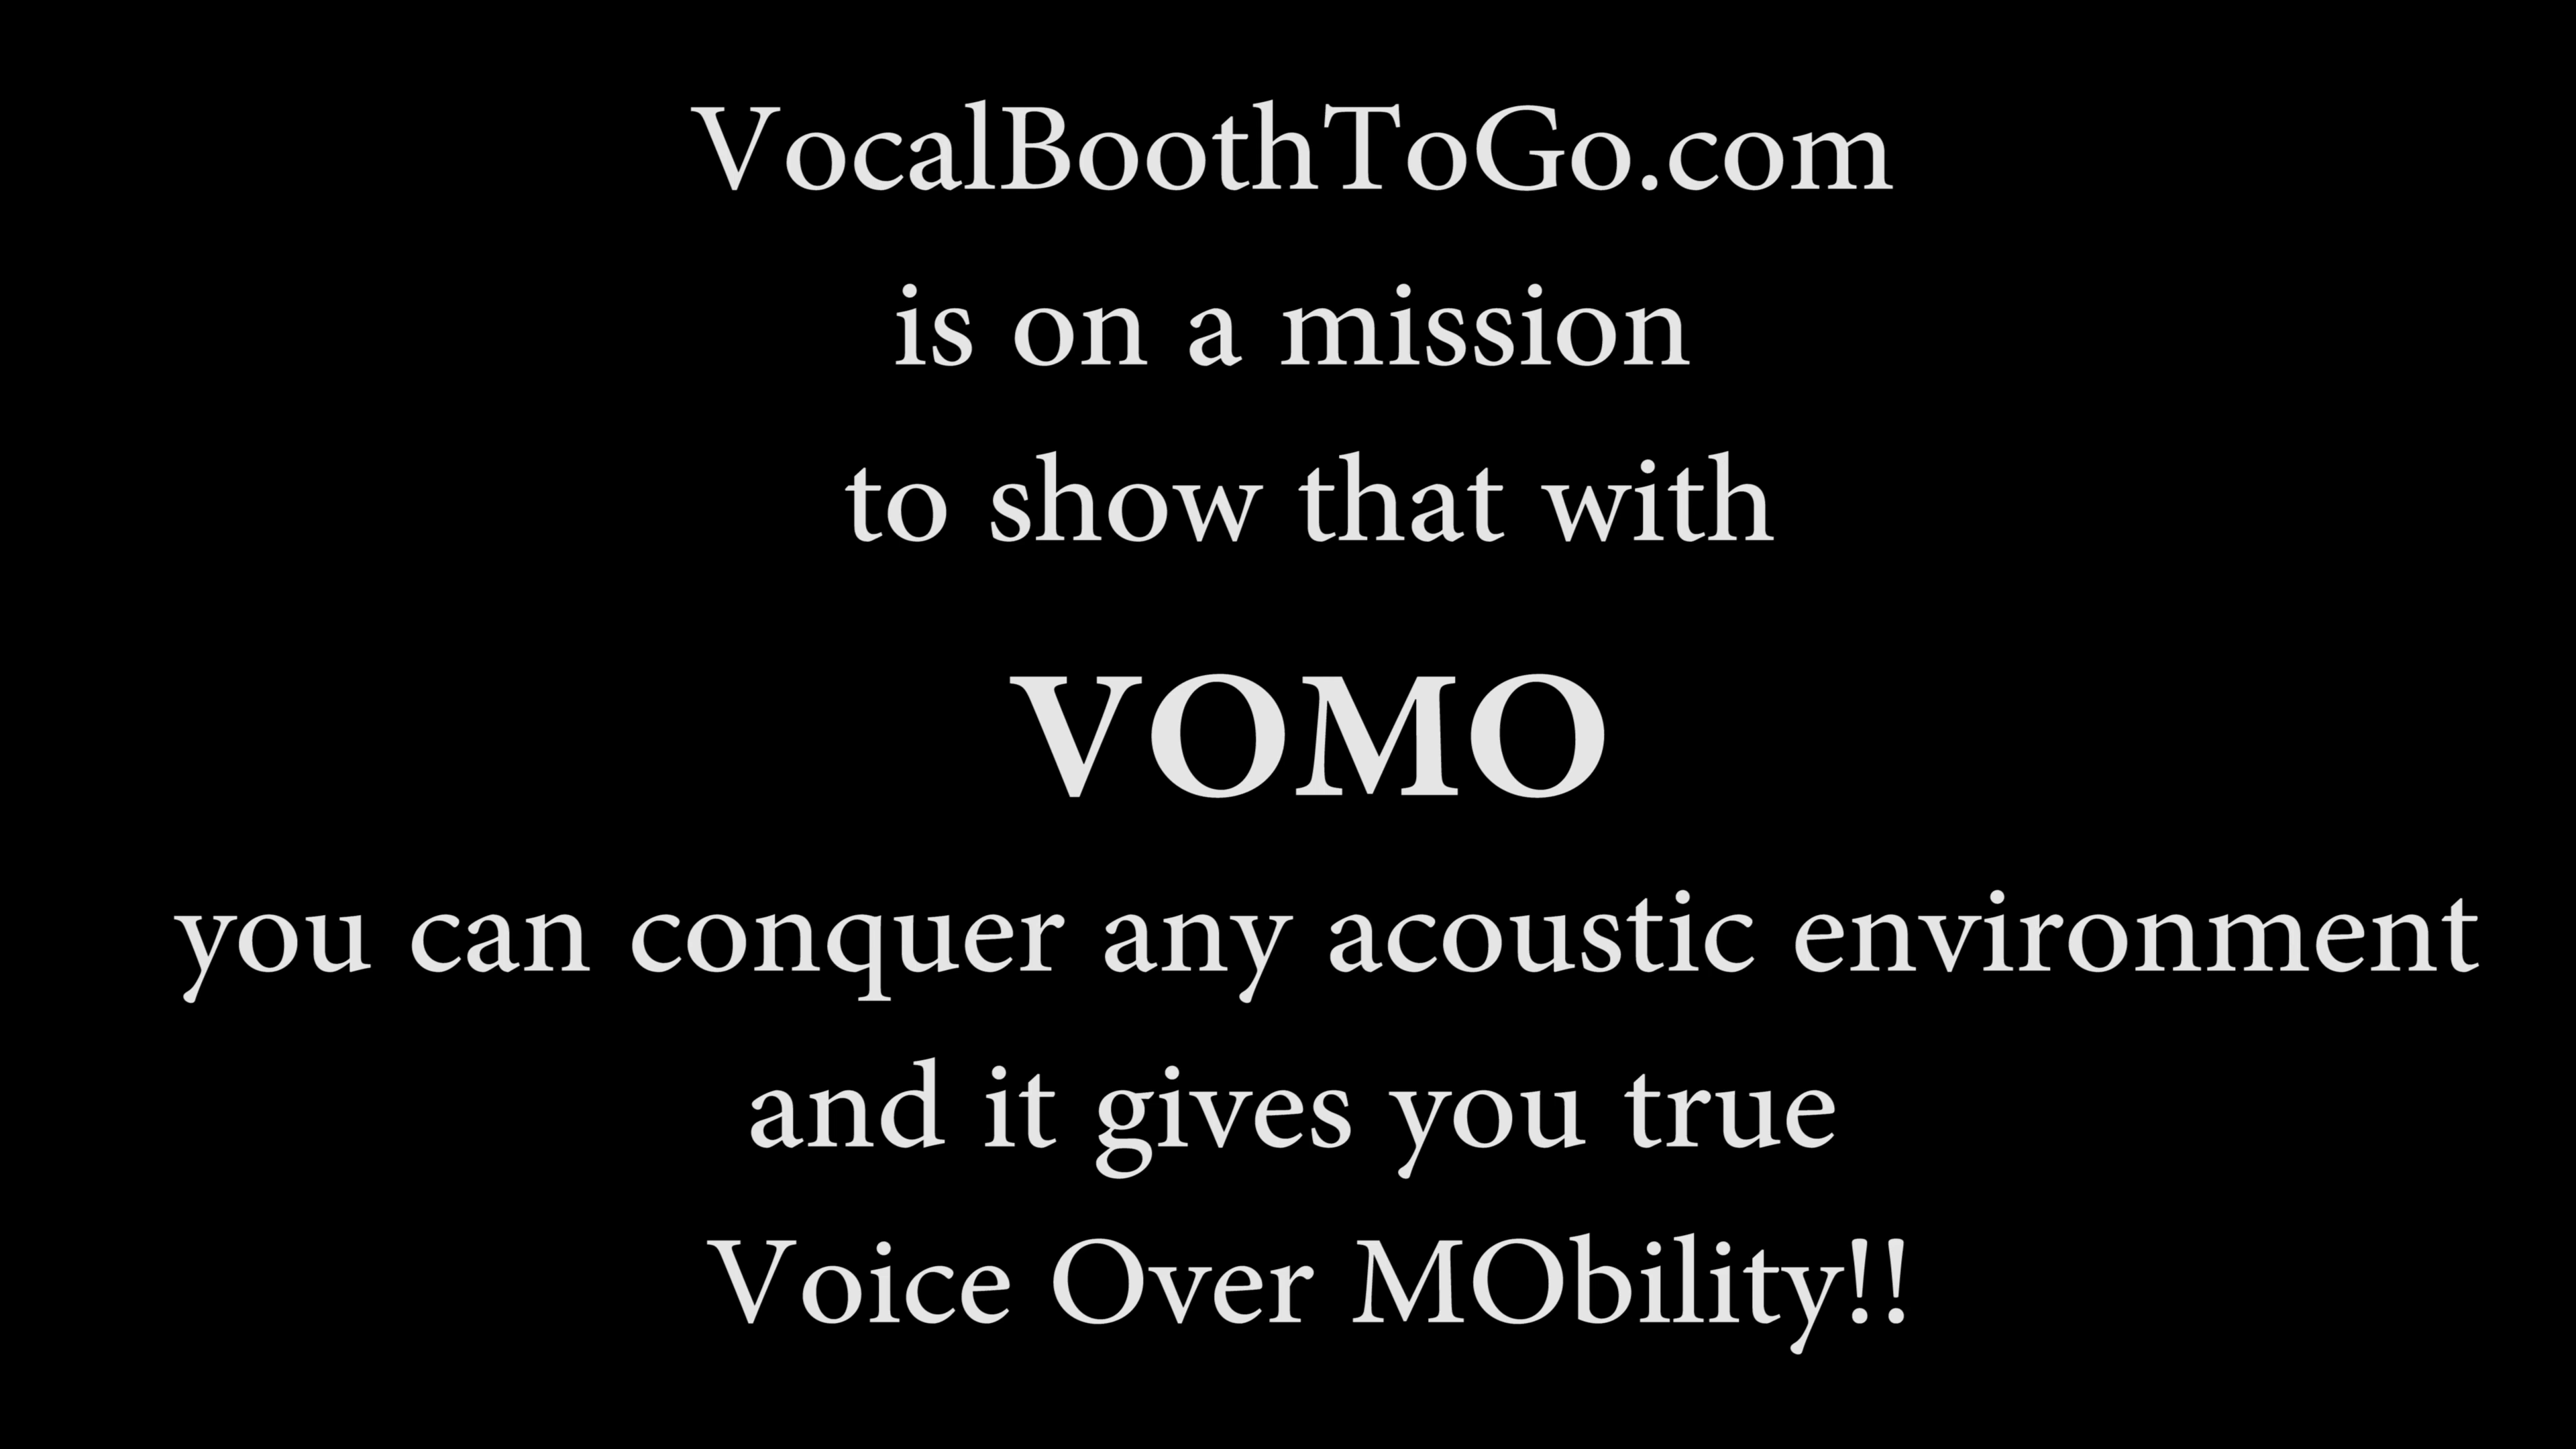 VocalBoothToGo.com
is on a mission
to show that with
VOMO
you can conquer any acoustic environment
and it gives you true
Voice Over MObility!!